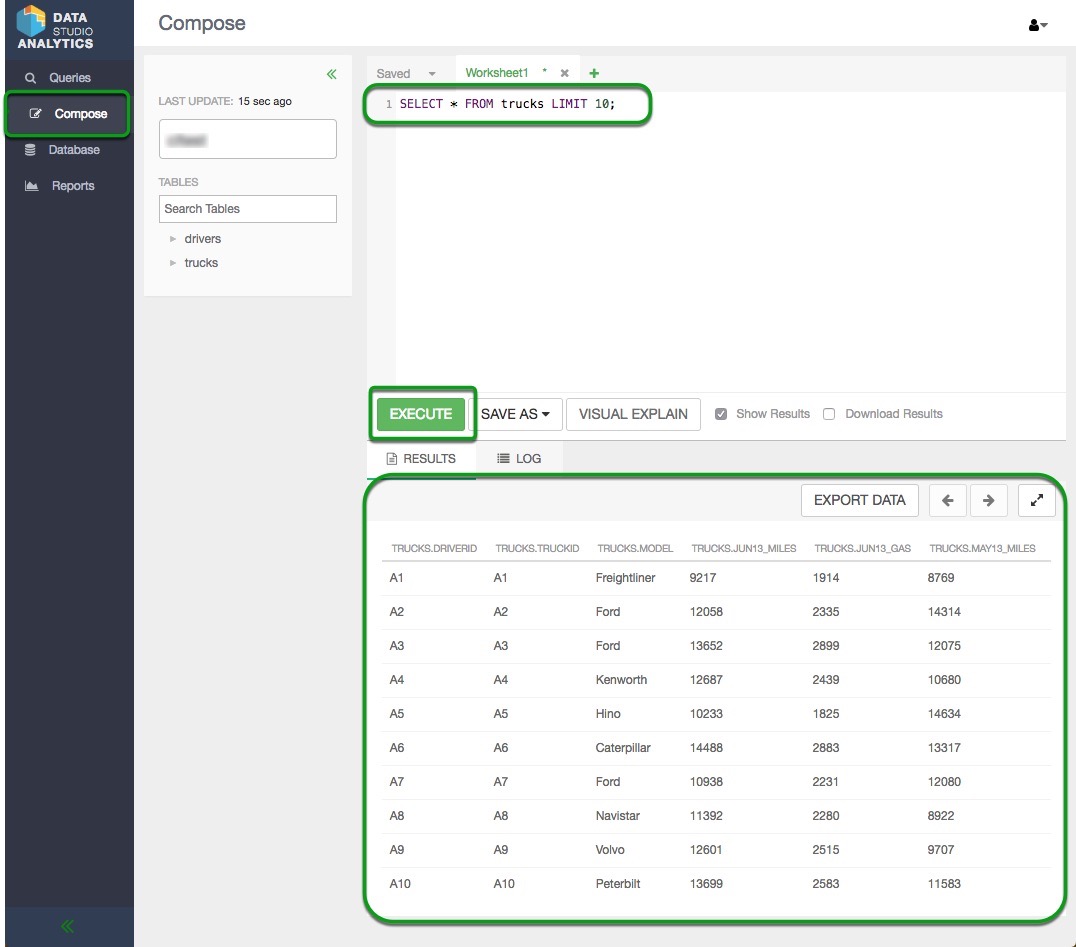 DATA
STUDIO
ANALYTICS
Compose
Queries
Compose
Database
Reports
LAST UPDATE: 15 sec ago
TABLES
Search Tables
drivers
trucks
Saved Worksheet1 *
1 SELECT * FROM trucks LIMIT 10;
EXECUTE SAVE AS VISUAL EXPLAIN Show Results Download Results
RESULTS LOG
EXPORT DATA
TRUCKS.DRIVERID TRUCKS.TRUCKID TRUCKS.MODEL TRUCKS.JUN13_MILES TRUCKS.JUN13_GAS TRUCKS.MAY13_MILES
A1 A1 Freightliner 9217 1914 8769
A2 A2 Ford 12058 2335 14314
A3 A3 Ford 13652 2899 12075
A4 A4 Kenworth 12687 2439 10680
A5 A5 Hino 10233 1825 14634
A6 A6 Caterpillar 14488 2883 13317
A7 A7 Ford 10938 2231 12080
A8 A8 Navistar 11392 2280 8922
A9 A9 Volvo 12601 2515 9707
A10 A10 Peterbilt 13699 2583 11583